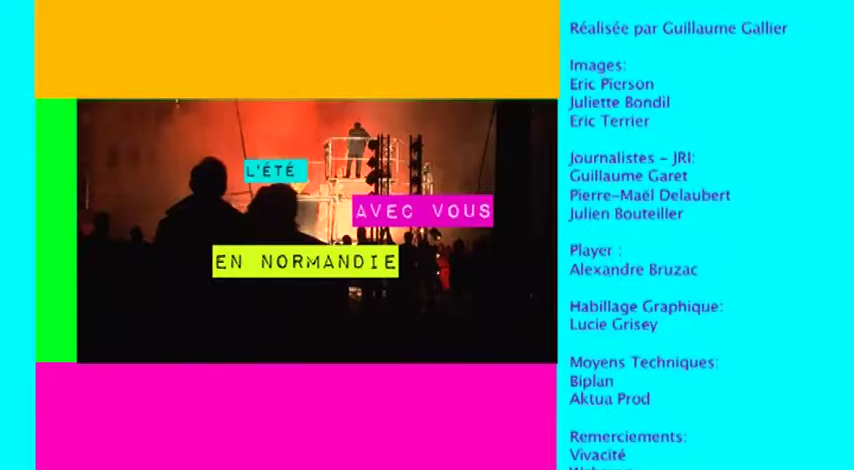 L'ÉTÉ
AVEC VOUS
EN NORMANDIE
Réalisée par Guillaume Gallier
Images:
Eric Pierson
Juliette Bondil
Eric Terrier
Journalistes - JRI:
Guillaume Garet
Pierre-Maël Delaubert
Julien Bouteiller
Player :
Alexandre Bruzac
Habillage Graphique:
Lucie Grisey
Moyens Techniques:
Biplan
Aktua Prod
Remerciements:
Vivacité